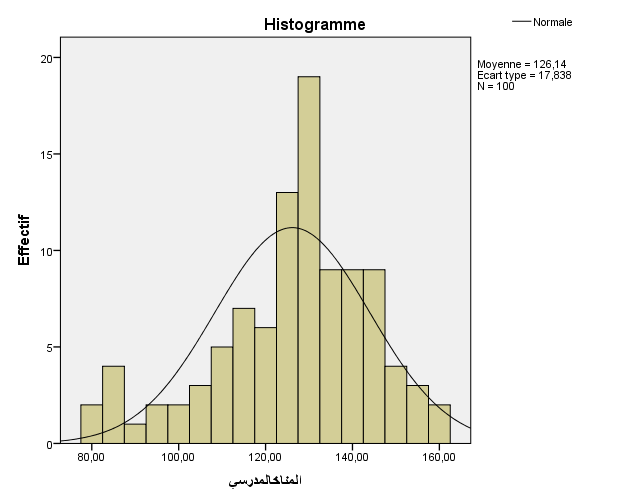 Histogramme
Normale
Moyenne = 126,14
Ecart type = 17,838
N = 100
Effectif
20
15
10
5
0
80,00 100,00 120,00 140,00 160,00
المناخالمدرسي